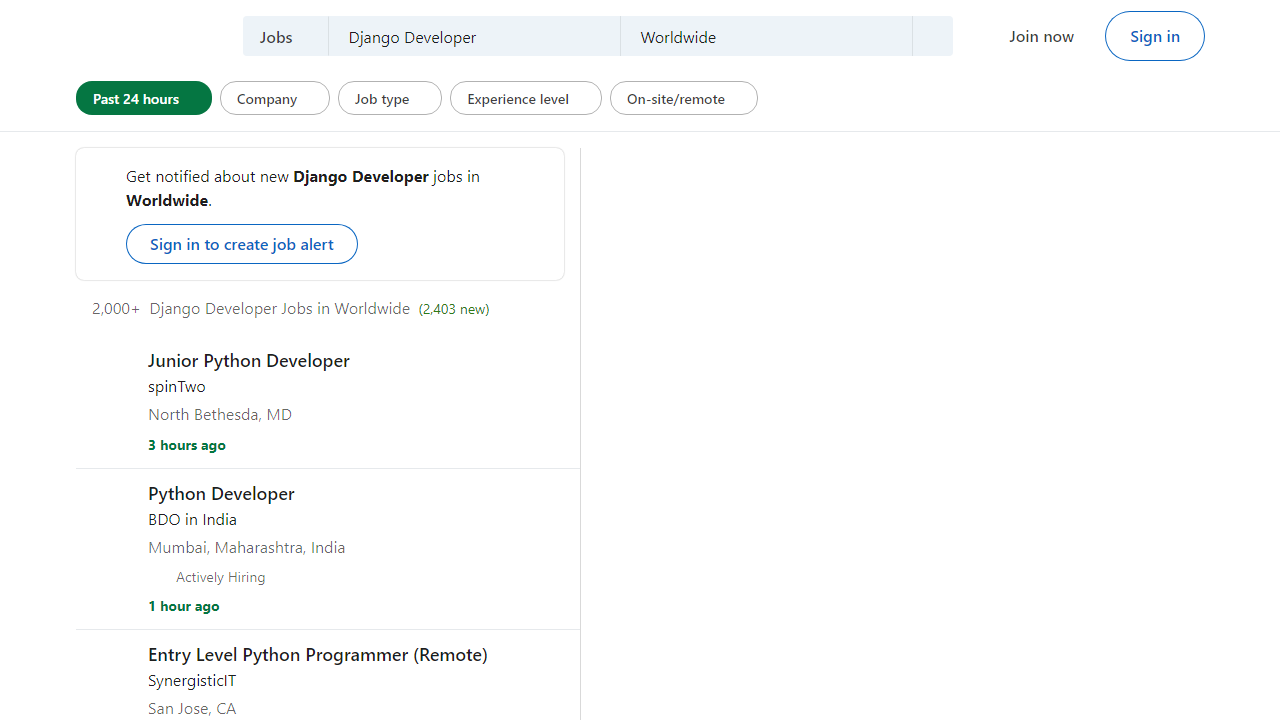 Jobs
Django Developer
Worldwide
Join now
Sign in
Past 24 hours
Company
Job type
Experience level
On-site/remote
Get notified about new Django Developer jobs in
Worldwide.
Sign in to create job alert
2,000+ Django Developer Jobs in Worldwide (2,403 new)
Junior Python Developer
spinTwo
North Bethesda, MD
3 hours ago
Python Developer
BDO in India
Mumbai, Maharashtra, India
Actively Hiring
1 hour ago
Entry Level Python Programmer (Remote)
SynergisticIT
San Jose, CA